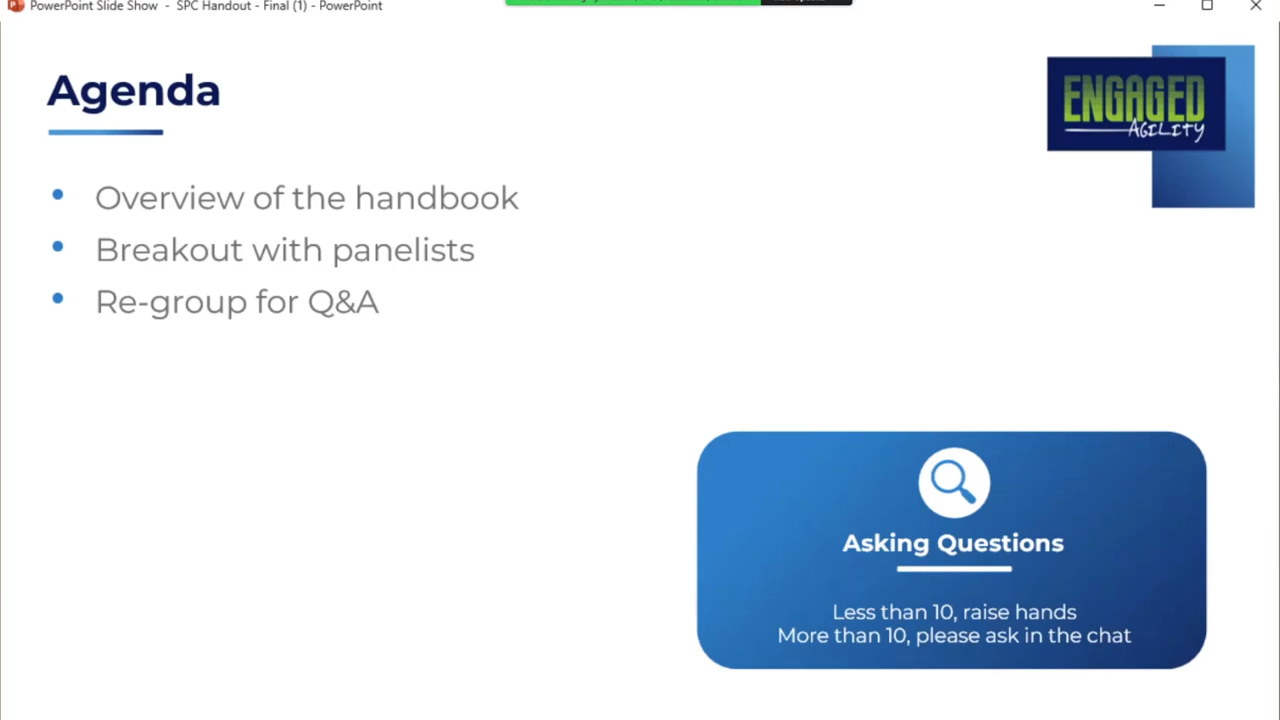 PowerPoint Slide Show - SPC Handout - Final (1) - PowerPoint
Agenda
ENGAGED
AGILITY
• Overview of the handbook
• Breakout with panelists
• Re-group for Q&A
Asking Questions
Less than 10, raise hands
More than 10, please ask in the chat